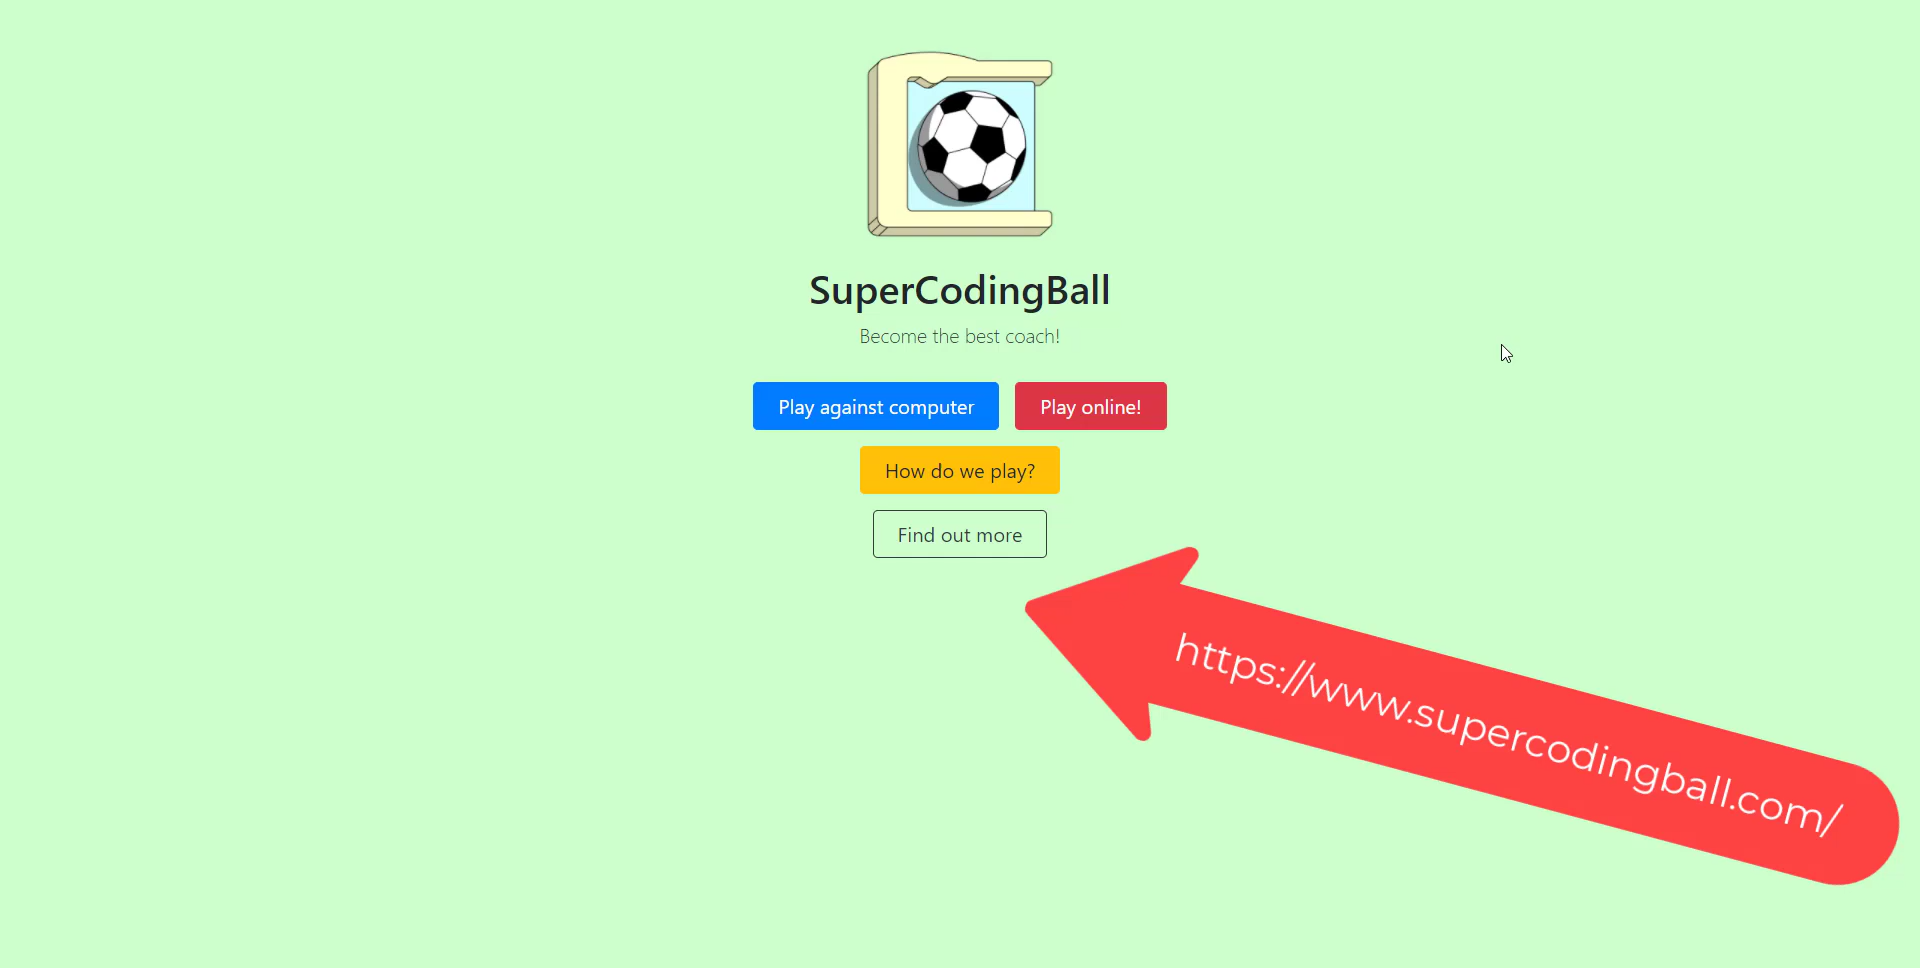 SuperCodingBall
Become the best coach!
Play against computer
Play online!
How do we play?
Find out more
https://www.supercodingball.com/